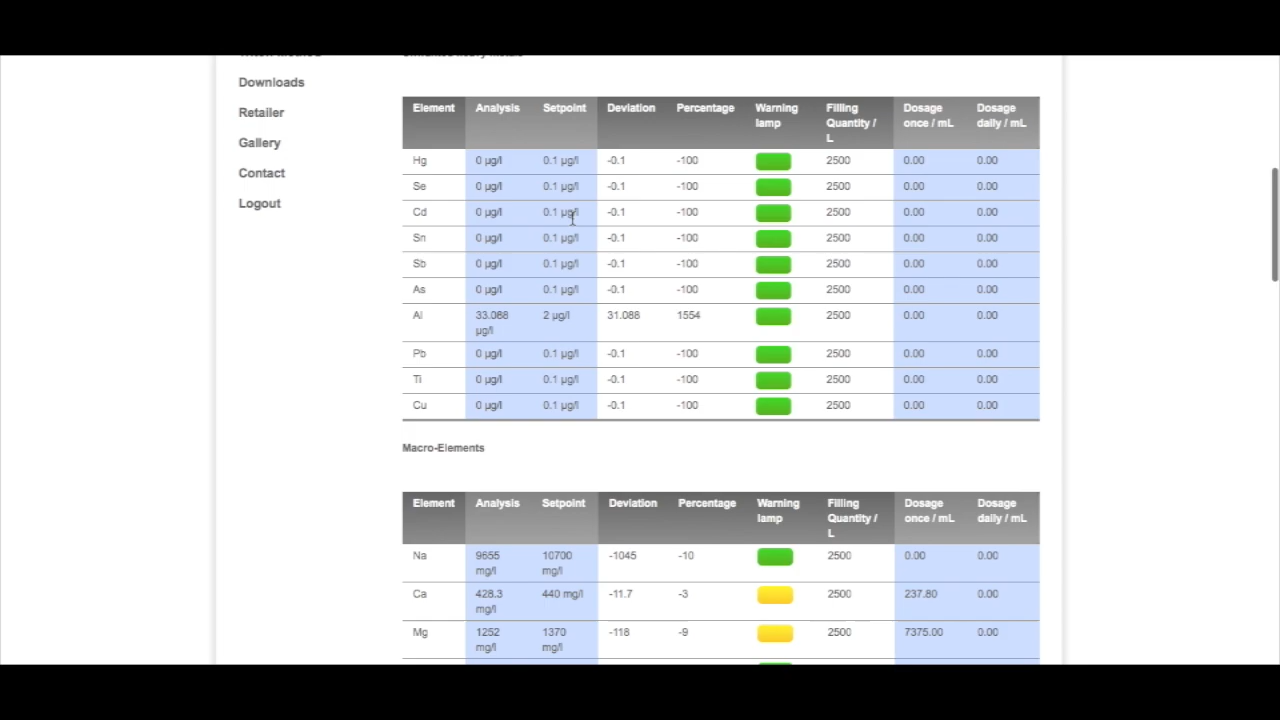 Downloads
Retailer
Gallery
Contact
Logout
Element Analysis Setpoint Deviation Percentage Warning lamp Filling Quantity / L Dosage once / mL Dosage daily / mL
Hg 0 µg/l 0.1 µg/l -0.1 -100 2500 0.00 0.00
Se 0 µg/l 0.1 µg/l -0.1 -100 2500 0.00 0.00
Cd 0 µg/l 0.1 µg/l -0.1 -100 2500 0.00 0.00
Sn 0 µg/l 0.1 µg/l -0.1 -100 2500 0.00 0.00
Sb 0 µg/l 0.1 µg/l -0.1 -100 2500 0.00 0.00
As 0 µg/l 0.1 µg/l -0.1 -100 2500 0.00 0.00
Al 33.088 µg/l 2 µg/l 31.088 1554 2500 0.00 0.00
Pb 0 µg/l 0.1 µg/l -0.1 -100 2500 0.00 0.00
Ti 0 µg/l 0.1 µg/l -0.1 -100 2500 0.00 0.00
Cu 0 µg/l 0.1 µg/l -0.1 -100 2500 0.00 0.00
Macro-Elements
Element Analysis Setpoint Deviation Percentage Warning lamp Filling Quantity / L Dosage once / mL Dosage daily / mL
Na 9655 mg/l 10700 mg/l -1045 -10 2500 0.00 0.00
Ca 428.3 mg/l 440 mg/l -11.7 -3 2500 237.80 0.00
Mg 1252 mg/l 1370 mg/l -118 -9 2500 7375.00 0.00